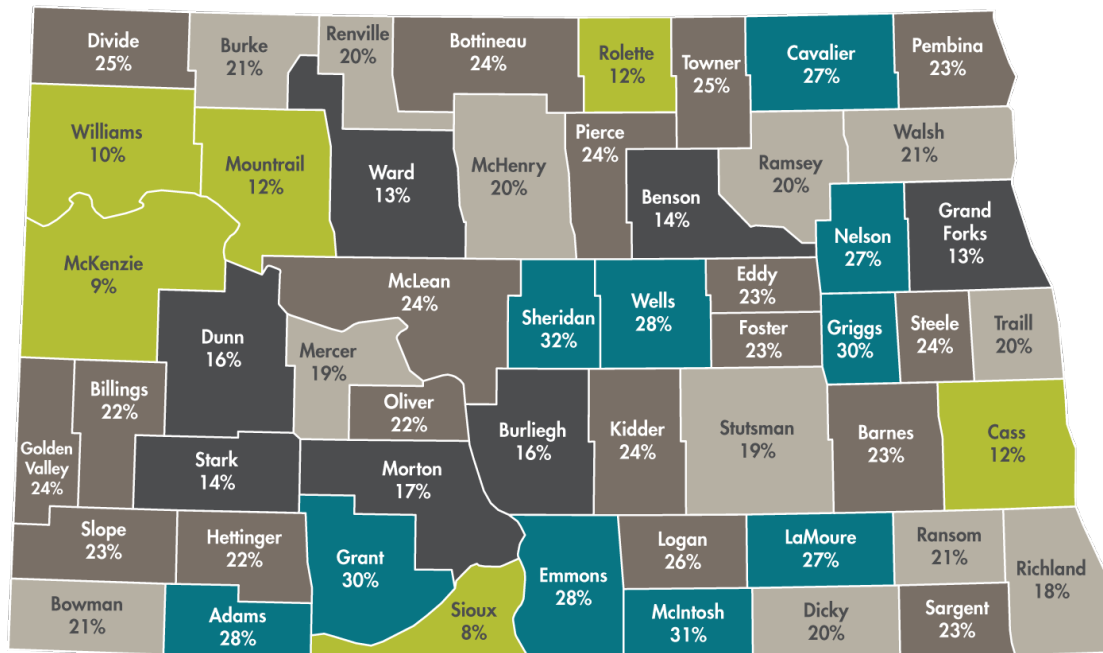 Divide
25%
Burke
21%
Renville
20%
Bottineau
24%
Rolette
12%
Towner
25%
Cavalier
27%
Pembina
23%
Williams
10%
Mountrail
12%
Ward
13%
McHenry
20%
Pierce
24%
Benson
14%
Ramsey
20%
Walsh
21%
McKenzie
9%
Nelson
27%
Grand
Forks
13%
Dunn
16%
McLean
24%
Mercer
19%
Oliver
22%
Sheridan
32%
Wells
28%
Eddy
23%
Foster
23%
Griggs
30%
Steele
24%
Traill
20%
Golden
Valley
24%
Billings
22%
Stark
14%
Morton
17%
Burliegh
16%
Kidder
24%
Stutsman
19%
Barnes
23%
Cass
12%
Slope
23%
Hettinger
22%
Grant
30%
Emmons
28%
Logan
26%
LaMoure
27%
Ransom
21%
Richland
18%
Bowman
21%
Adams
28%
Sioux
8%
McIntosh
31%
Dicky
20%
Sargent
23%